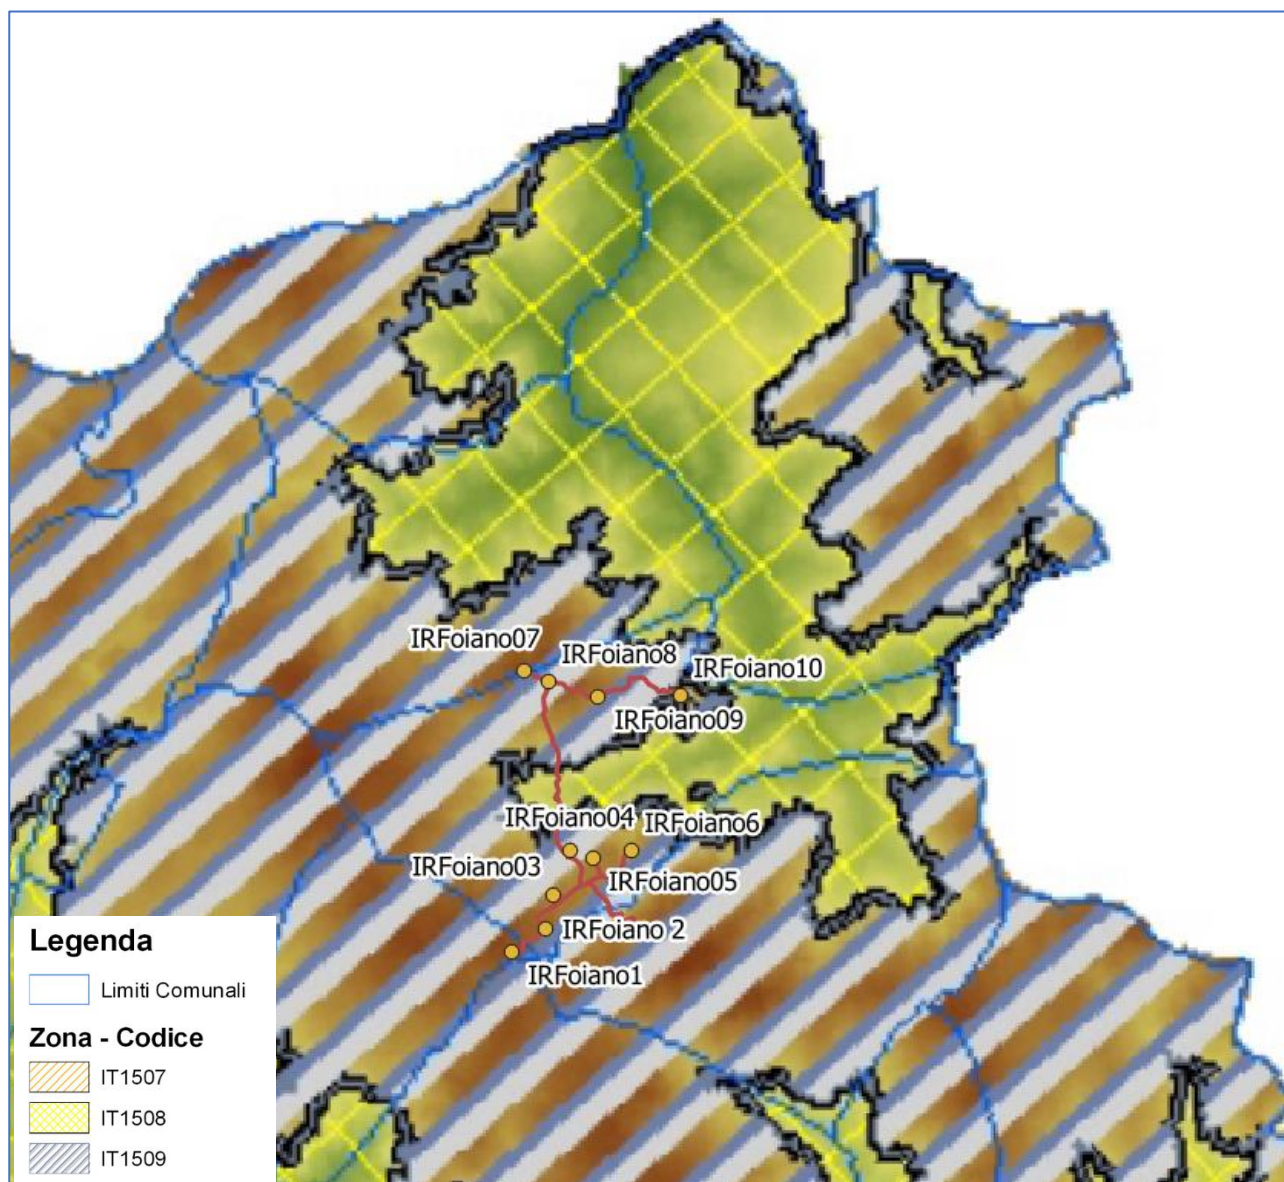 IRFoiano07
IRFoiano8
IRFoiano10
IRFoiano09
IRFoiano04
IRFoiano6
IRFoiano03
IRFoiano05
IRFoiano 2
IRFoiano1
Legenda
Limiti Comunali
Zona - Codice
IT1507
IT1508
IT1509